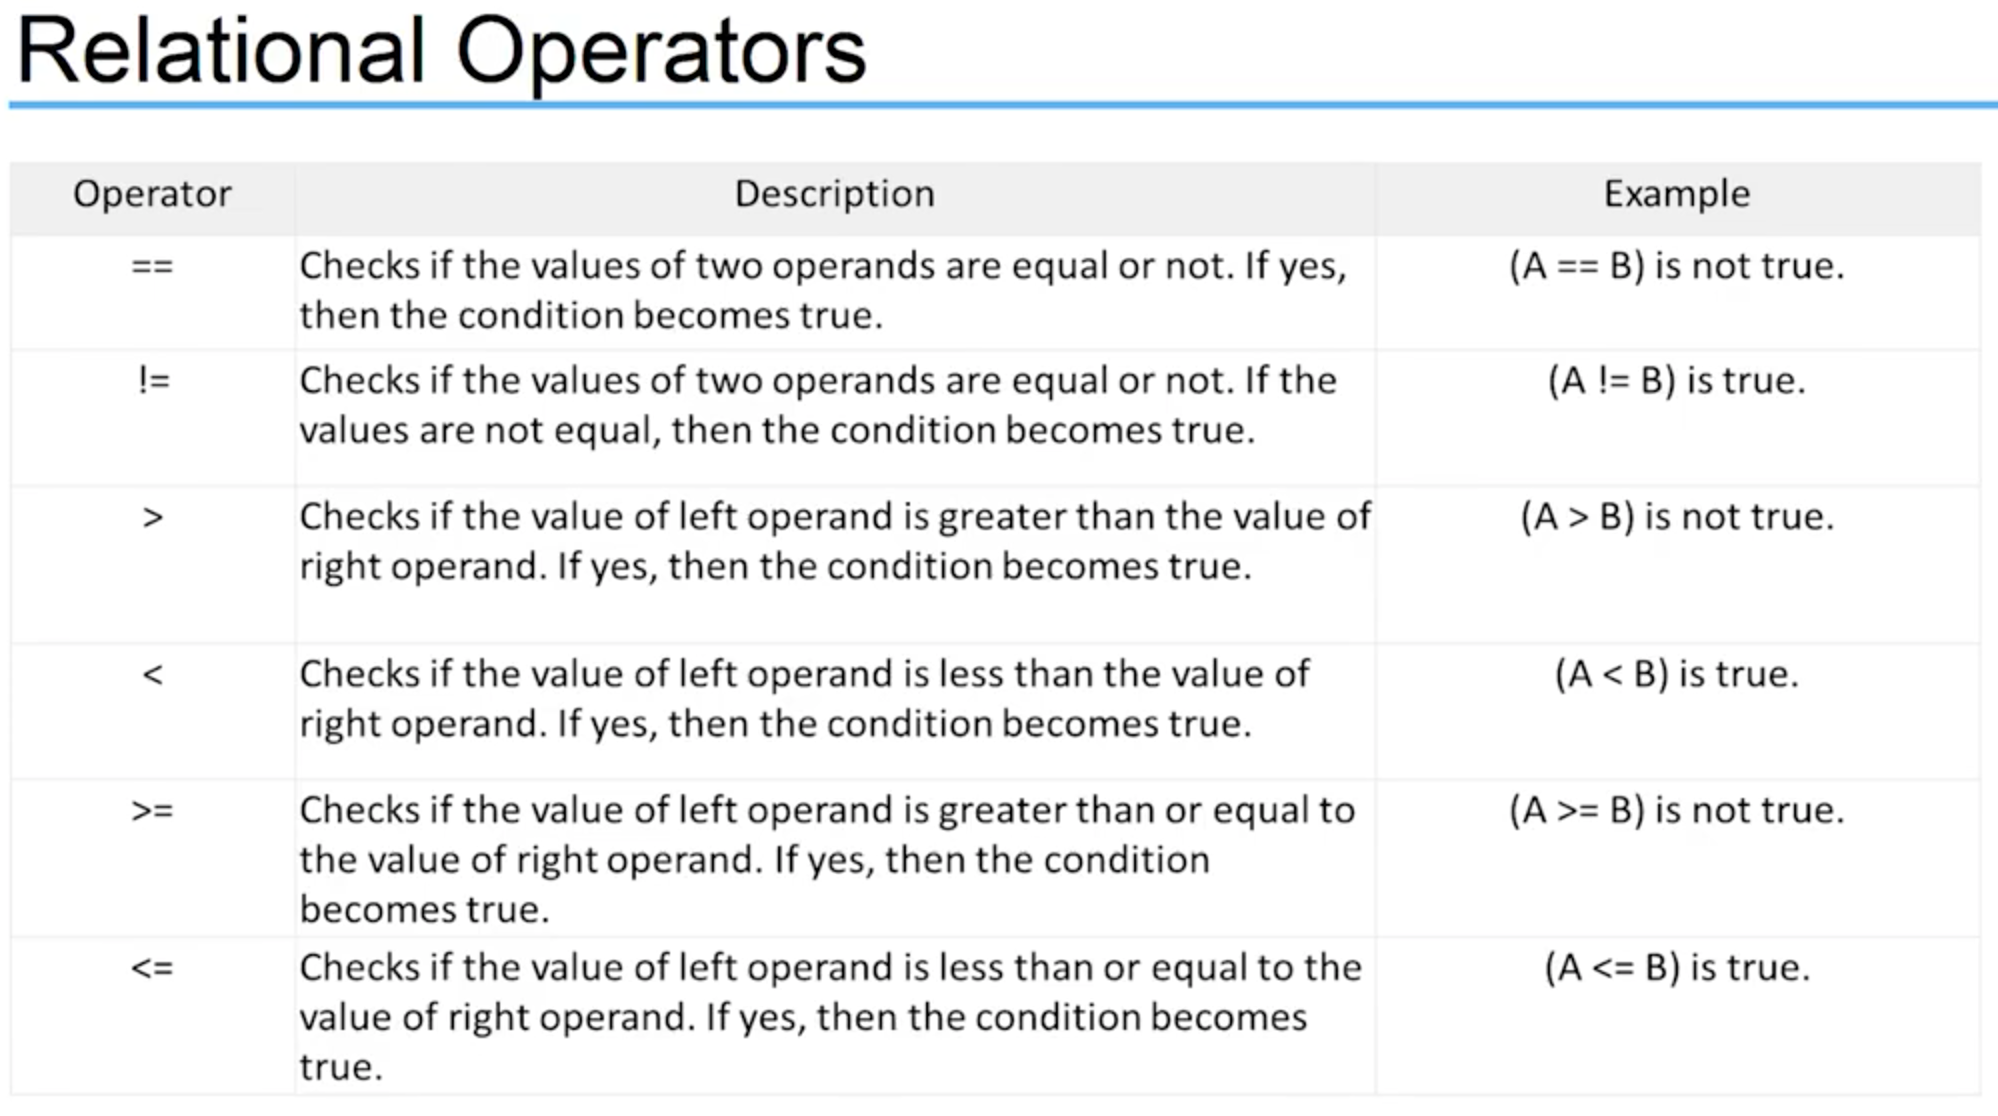 Relational Operators
Operator Description Example
== Checks if the values of two operands are equal or not. If yes, (A == B) is not true.
then the condition becomes true.
!= Checks if the values of two operands are equal or not. If the (A != B) is true.
values are not equal, then the condition becomes true.
> Checks if the value of left operand is greater than the value of (A > B) is not true.
right operand. If yes, then the condition becomes true.
< Checks if the value of left operand is less than the value of (A < B) is true.
right operand. If yes, then the condition becomes true.
>= Checks if the value of left operand is greater than or equal to (A >= B) is not true.
the value of right operand. If yes, then the condition
becomes true.
<= Checks if the value of left operand is less than or equal to the (A <= B) is true.
value of right operand. If yes, then the condition becomes
true.